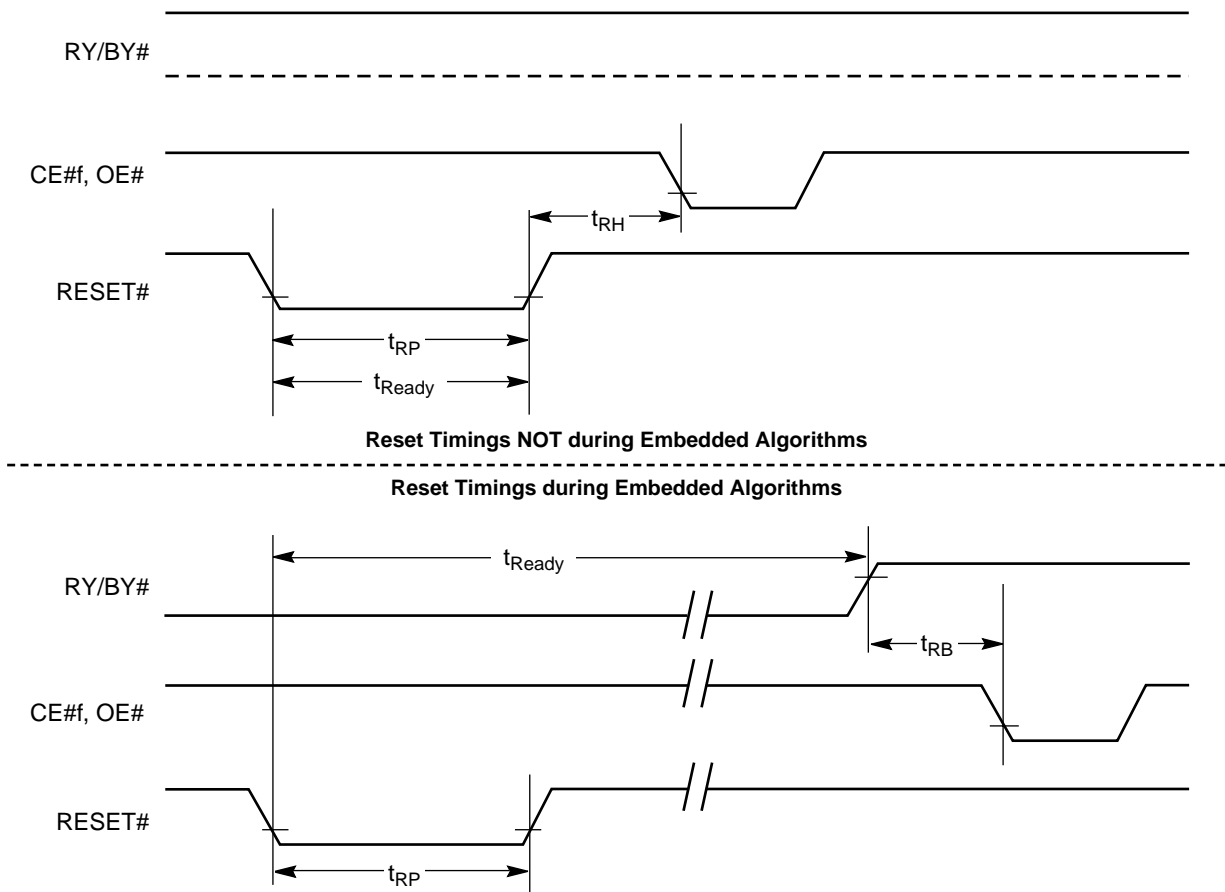 RY/BY#
CE#f, OE#
tRH
RESET#
tRP
tReady
Reset Timings NOT during Embedded Algorithms
Reset Timings during Embedded Algorithms
tReady
RY/BY#
tRB
CE#f, OE#
RESET#
tRP